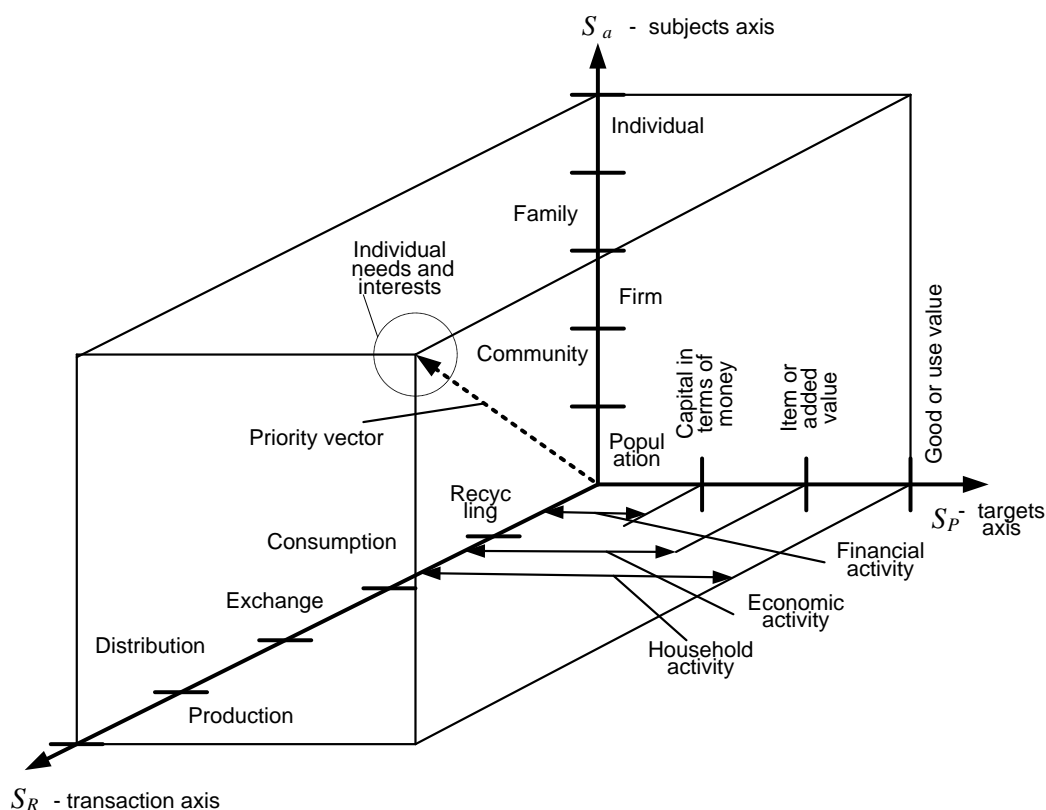 S a - subjects axis
Individual
Family
Individual
needs and
interests
Firm
Community
Capital in
terms of
money
Item or
added
value
Good or use value
Priority vector
Popul
ation
Recyc
ling
S P - targets
axis
Consumption
Financial
activity
Exchange
Economic
activity
Distribution
Household
activity
Production
S R - transaction axis